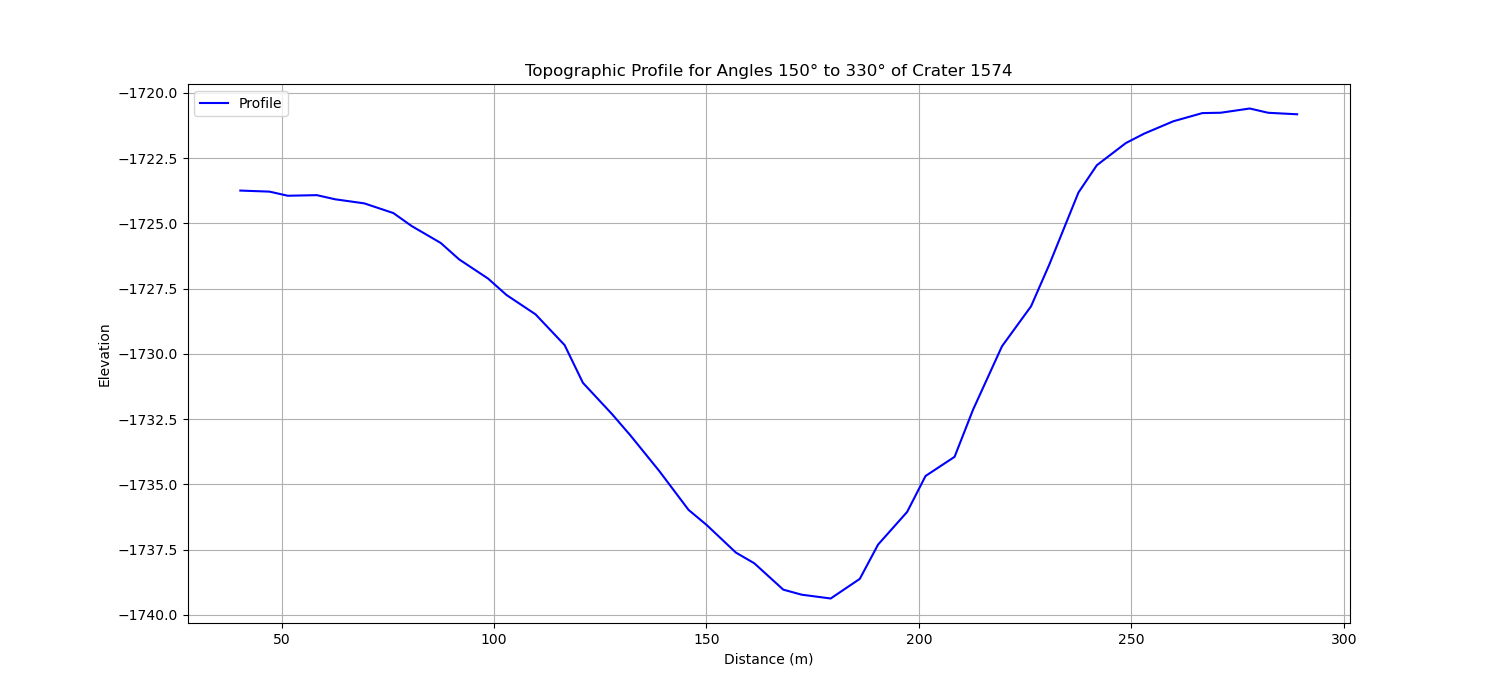 Topographic Profile for Angles 150° to 330° of Crater 1574
Profile
−1720.0
−1722.5
−1725.0
−1727.5
−1730.0
−1732.5
−1735.0
−1737.5
−1740.0
Elevation
50 100 150 200 250 300
Distance (m)